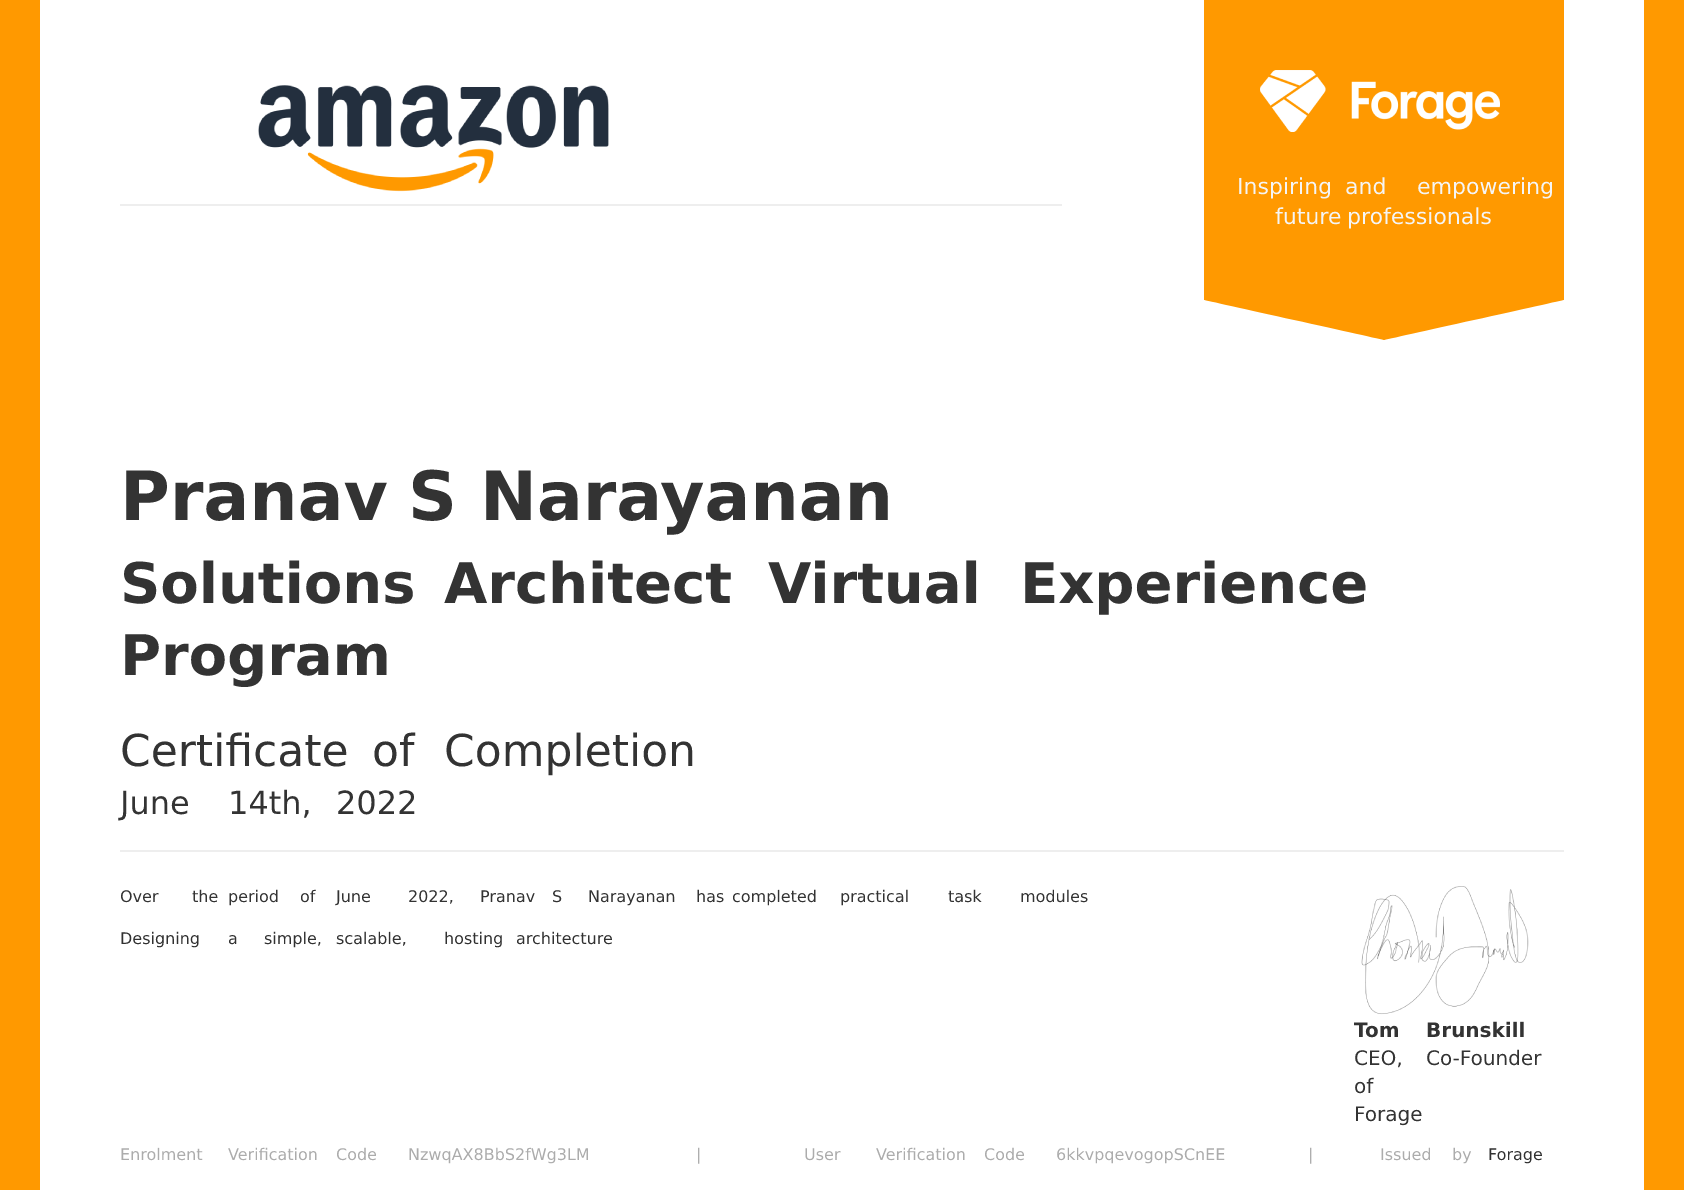 amazon
Forage
Inspiring and empowering
future professionals
Pranav S Narayanan
Solutions Architect Virtual Experience
Program
Certificate of Completion
June 14th, 2022
Over the period of June 2022, Pranav S Narayanan has completed practical task modules
Designing a simple, scalable, hosting architecture
Tom Brunskill
CEO, Co-Founder
of
Forage
Enrolment Verification Code NzwqAX8BbS2fWg3LM | User Verification Code 6kkvpqevogopSCnEE | Issued by Forage